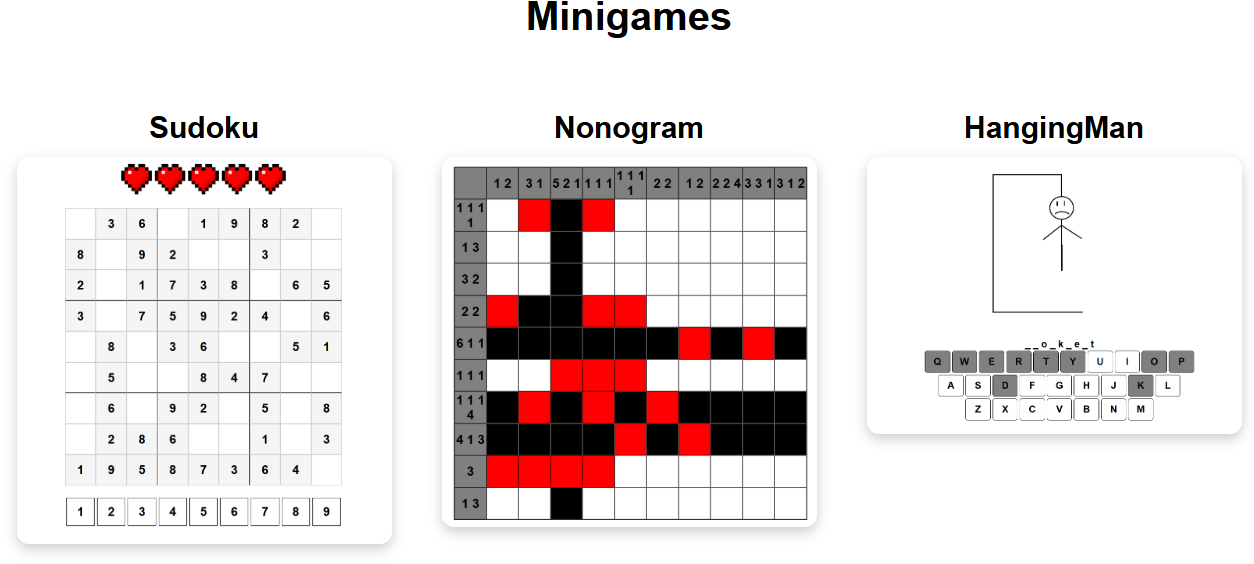 Minigames
Sudoku
Nonogram
HangingMan
3 6 1 9 8 2
8 9 2 3
2 1 7 3 8 6 5
3 7 5 9 2 4 6
8 3 6 5 1
5 8 4 7
6 9 2 5 8
2 8 6 1 3
1 9 5 8 7 3 6 4
1 2 3 4 5 6 7 8 9
1 2
3 1
5 2 1
1 1 1
1 1 1
1
2 2
1 2
2 2 4
3 3 1
3 1 2
1 1 1
1
1 3
3 2
2 2
6 1 1
1 1 1
1 1 1
4
4 1 3
3
1 3
_ _ o _ k _ e _ t
Q W E R T Y U I O P
A S D F G H J K L
Z X C V B N M